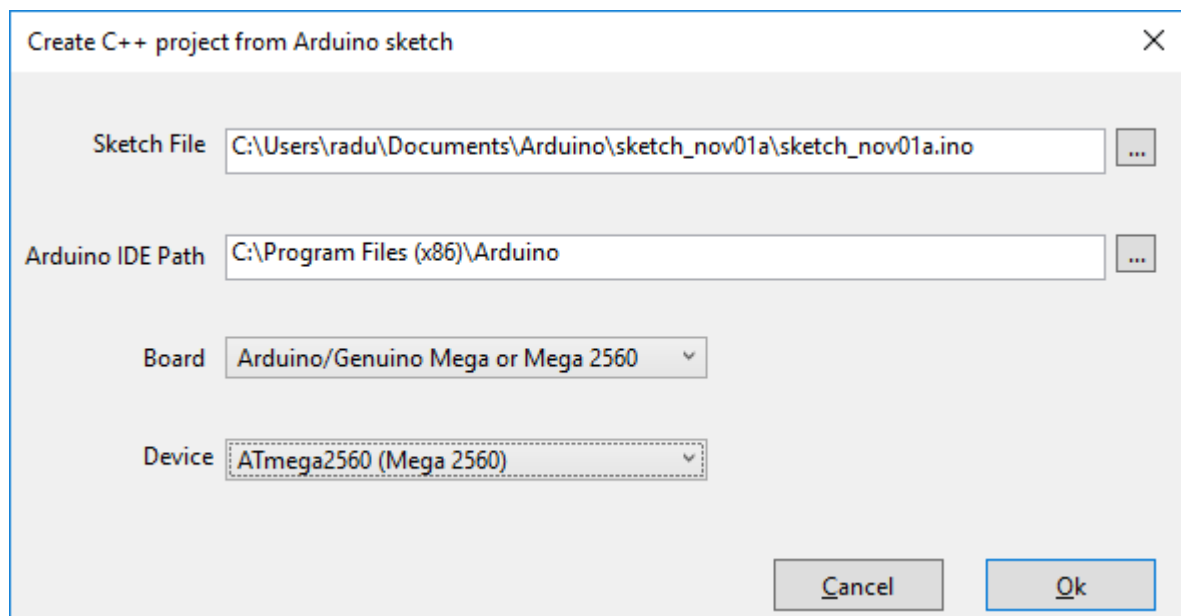 Create C++ project from Arduino sketch
Sketch File C:\Users\radu\Documents\Arduino\sketch_nov01a\sketch_nov01a.ino ...
Arduino IDE Path C:\Program Files (x86)\Arduino ...
Board Arduino/Genuino Mega or Mega 2560
Device ATmega2560 (Mega 2560)
Cancel Ok